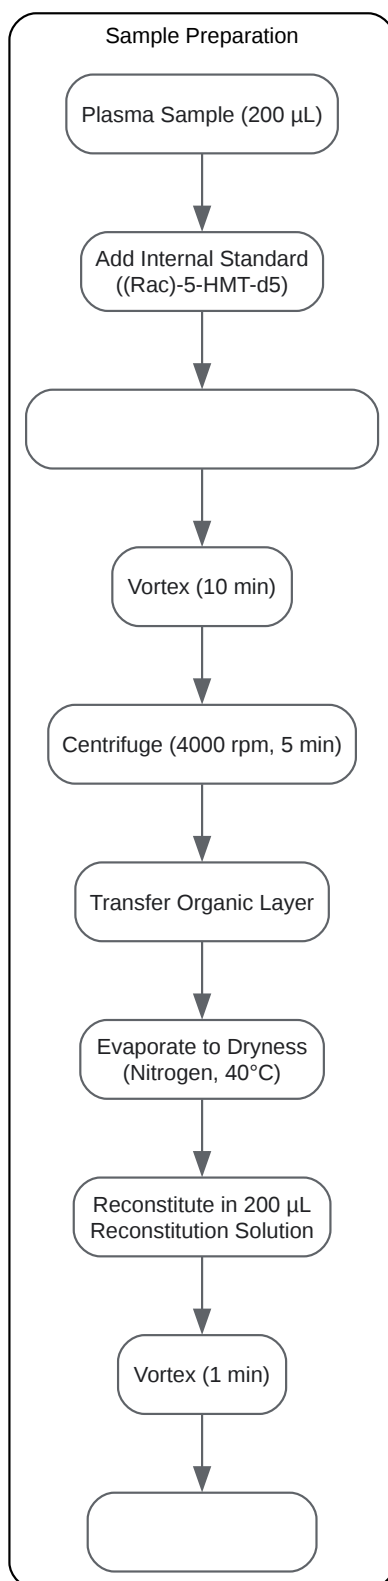 Sample Preparation
Plasma Sample (200 µL)
Add Internal Standard
((Rac)-5-HMT-d5)
Vortex (10 min)
Centrifuge (4000 rpm, 5 min)
Transfer Organic Layer
Evaporate to Dryness
(Nitrogen, 40°C)
Reconstitute in 200 µL
Reconstitution Solution
Vortex (1 min)